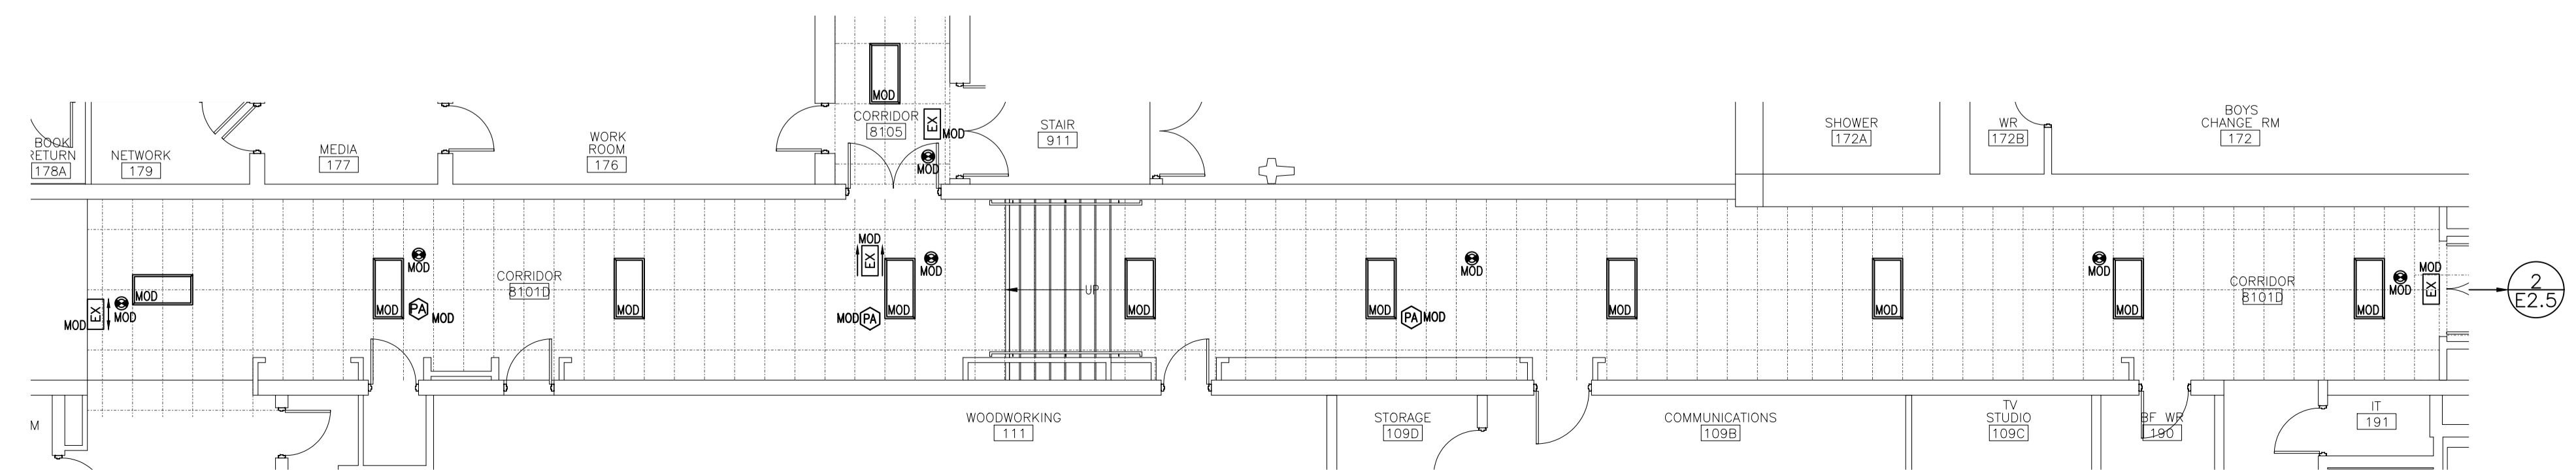 MOD
CORRIDOR
8105
EX
MOD
MOD
BOOK
RETURN
178A
NETWORK
179
MEDIA
177
WORK
ROOM
176
STAIR
911
SHOWER
172A
WR
172B
BOYS
CHANGE RM
172
MOD
EX
MOD
MOD
MOD
MOD
MOD
PA
MOD
CORRIDOR
8101D
MOD
MOD
EX
MOD
PA
MOD
MOD
UP
MOD
MOD
PA
MOD
MOD
MOD
MOD
MOD
MOD
CORRIDOR
8101D
MOD
MOD
MOD
EX
2
E2.5
M
WOODWORKING
111
STORAGE
109D
COMMUNICATIONS
109B
TV
STUDIO
109C
BF WR
190
IT
191